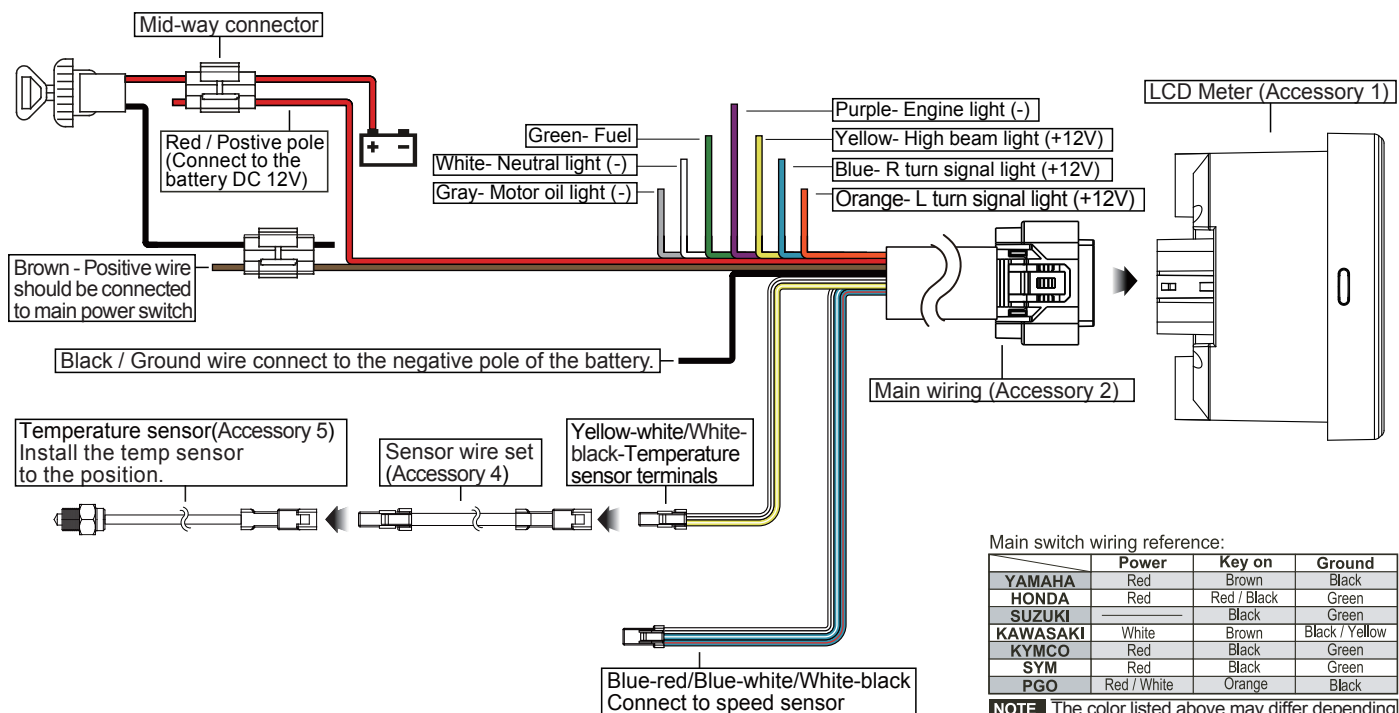 Mid-way connector
LCD Meter (Accessory 1)
Purple- Engine light (-)
Green- Fuel
Yellow- High beam light (+12V)
Red / Postive pole
(Connect to the
battery DC 12V)
White- Neutral light (-)
Blue- R turn signal light (+12V)
Gray- Motor oil light (-)
Orange- L turn signal light (+12V)
+ -
Brown - Positive wire
should be connected
to main power switch
Black / Ground wire connect to the negative pole of the battery.
Main wiring (Accessory 2)
Temperature sensor(Accessory 5)
Install the temp sensor
to the position.
Sensor wire set
(Accessory 4)
Yellow-white/White-
black-Temperature
sensor terminals
Blue-red/Blue-white/White-black
Connect to speed sensor
Main switch wiring reference:
Power Key on Ground
YAMAHA Red Brown Black
HONDA Red Red / Black Green
SUZUKI ——— Black Green
KAWASAKI White Brown Black / Yellow
KYMCO Red Black Green
SYM Red Black Green
PGO Red / White Orange Black
NOTE The color listed above may differ depending